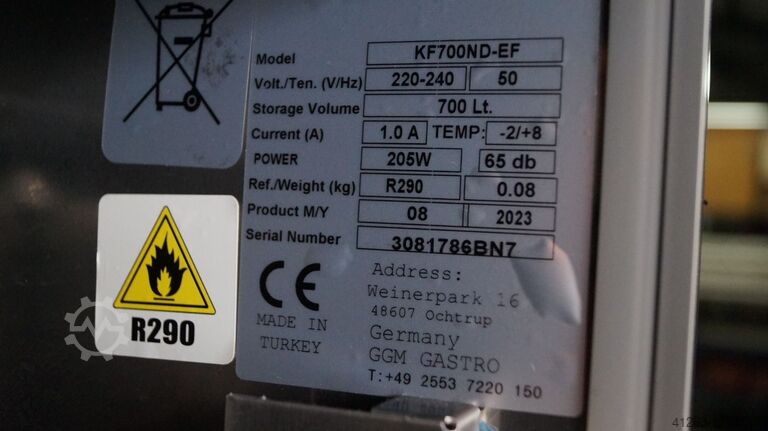 Model KF700ND-EF
Volt./Ten. (V/Hz) 220-240 50
Storage Volume 700 Lt.
Current (A) 1.0 A TEMP: -2/+8
POWER 205W 65 db
Ref./Weight (kg) R290 0.08
Product M/Y 08 2023
Serial Number 3081786BN7
CE
MADE IN
TURKEY
Address:
Weinerpark 16
48607 Ochtrup
Germany
GGM GASTRO
T:+49 2553 7220 150
R290